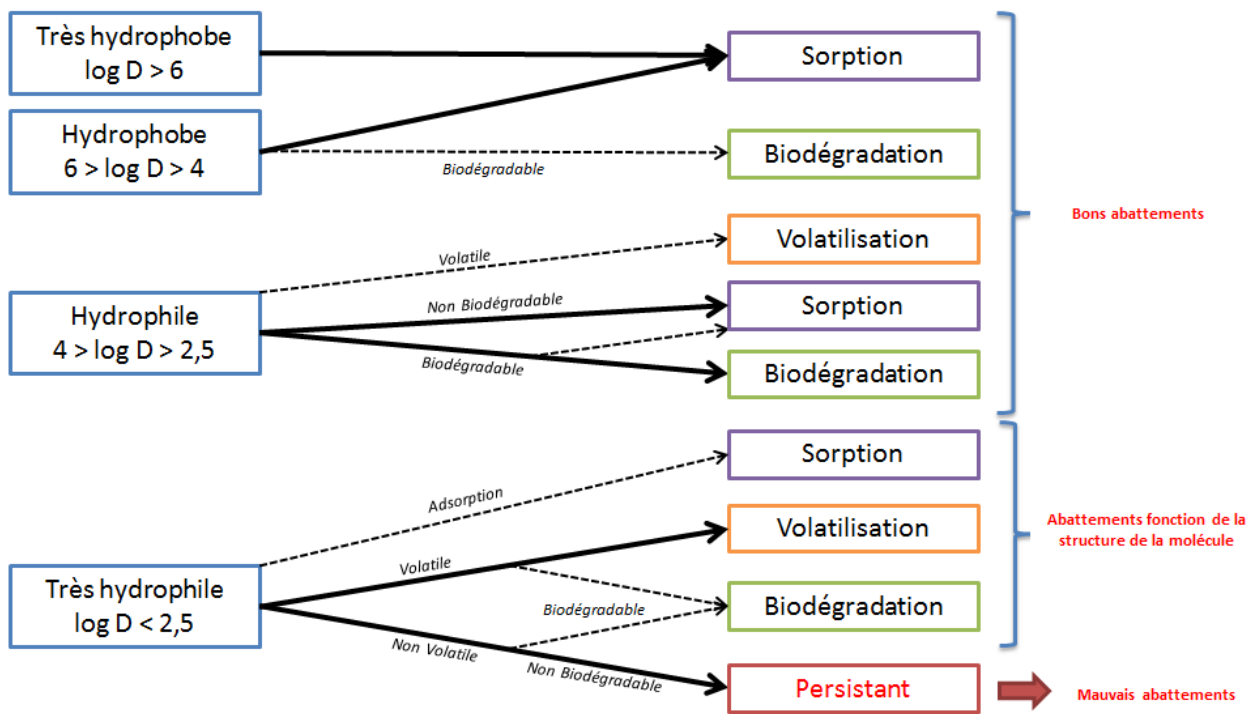 Très hydrophobe
log D > 6
Sorption
Hydrophobe
6 > log D > 4
Biodégradable
Biodégradation
Bons abattements
Volatile
Volatilisation
Hydrophile
4 > log D > 2,5
Non Biodégradable
Sorption
Biodégradable
Biodégradation
Adsorption
Sorption
Très hydrophile
log D < 2,5
Volatile
Volatilisation
Abattements fonction de la
structure de la molécule
Biodégradable
Biodégradation
Non Volatile
Non Biodégradable
Persistant
Mauvais abattements